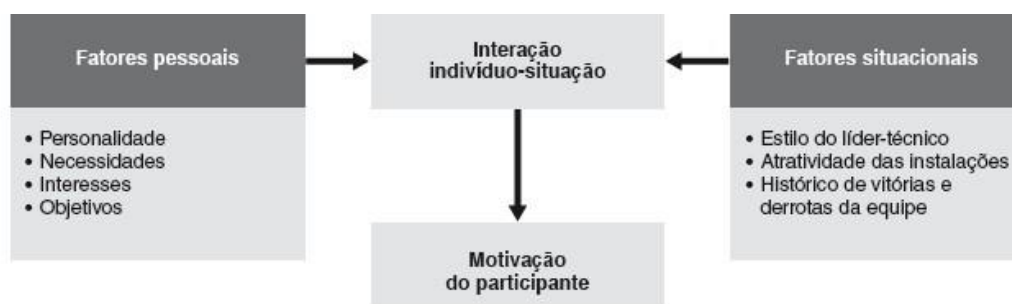 Fatores pessoais
• Personalidade
• Necessidades
• Interesses
• Objetivos
Interação
indivíduo-situação
Motivação
do participante
Fatores situacionais
• Estilo do líder-técnico
• Atratividade das instalações
• Histórico de vitórias e
derrotas da equipe